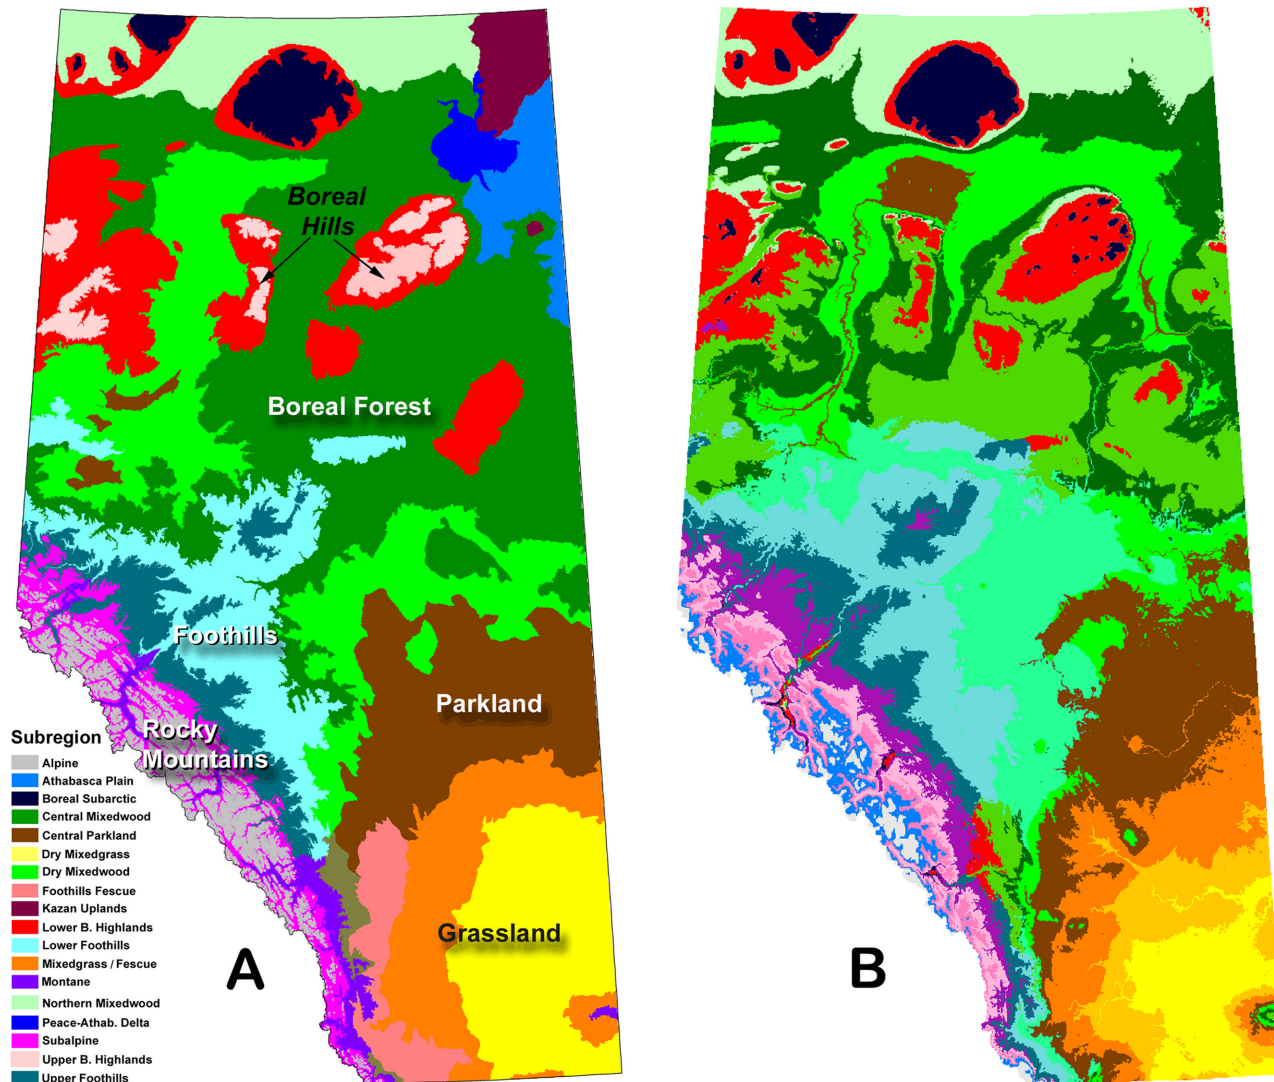 Boreal
Hills
Boreal Forest
Foothills
Parkland
Rocky
Mountains
Grassland
A
B
Subregion
Alpine
Athabasca Plain
Boreal Subarctic
Central Mixedwood
Central Parkland
Dry Mixedgrass
Dry Mixedwood
Foothills Fescue
Kazan Uplands
Lower B. Highlands
Lower Foothills
Mixedgrass / Fescue
Montane
Northern Mixedwood
Peace-Athab. Delta
Subalpine
Upper B. Highlands
Upper Foothills